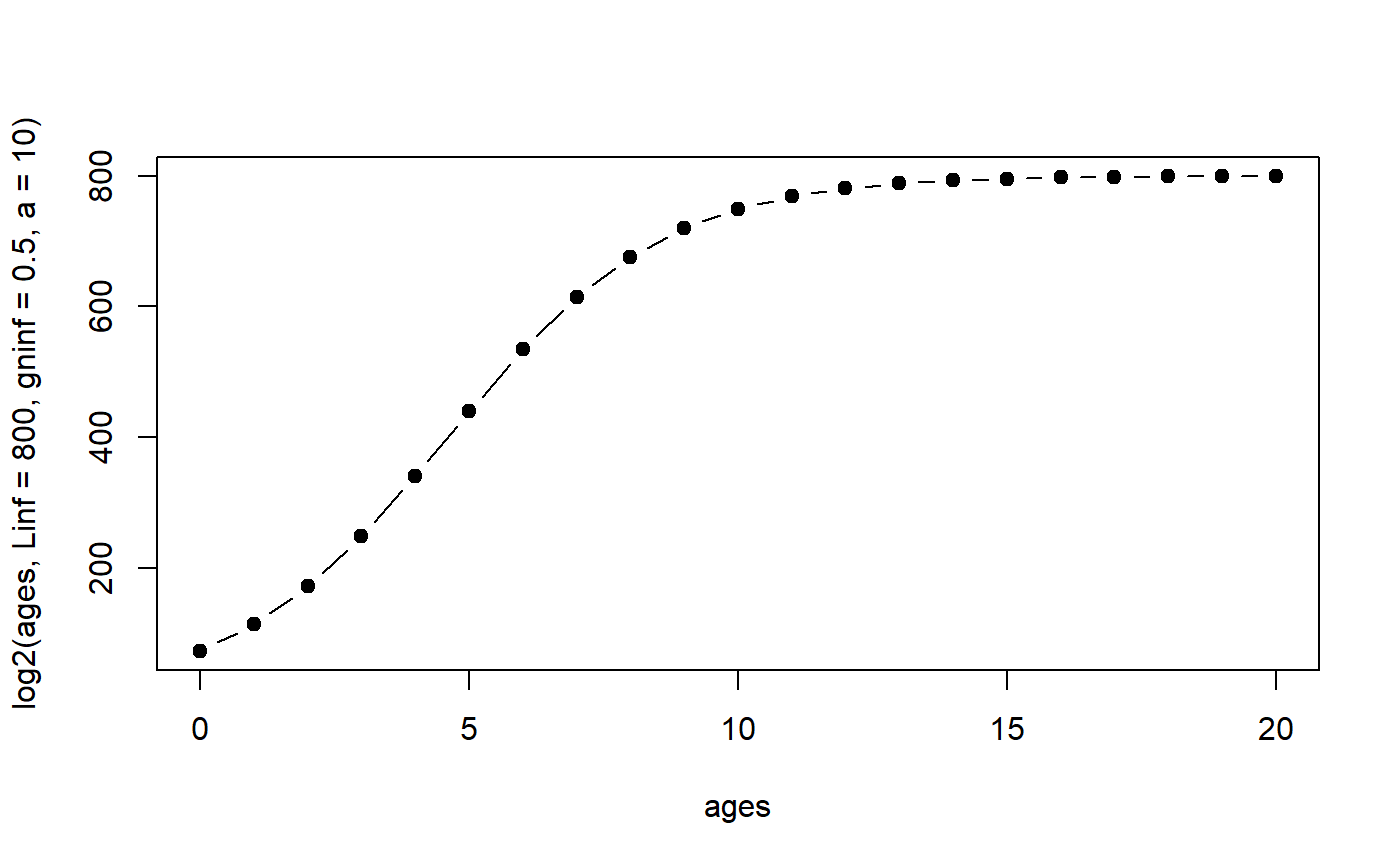 log2(ages, Linf = 800, gninf = 0.5, a = 10)
800
600
400
200
0 5 10 15 20
ages